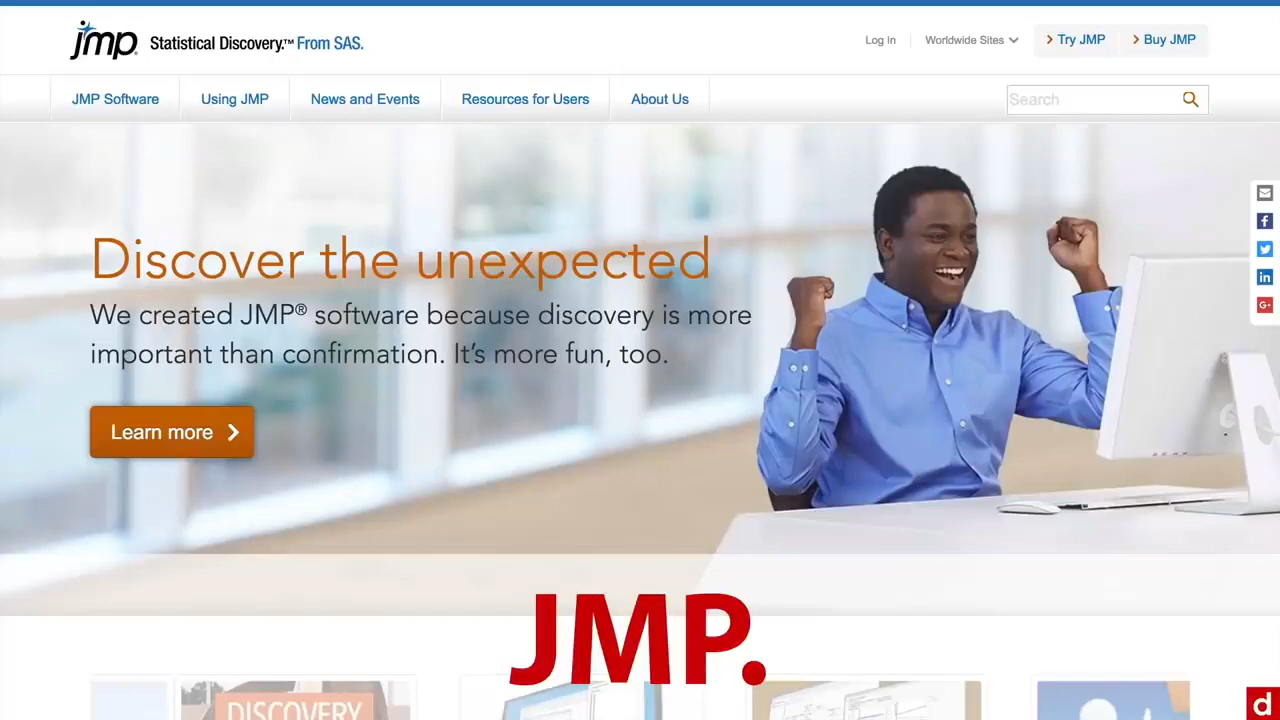 jmp Statistical Discovery.™ From SAS.
Log In
Worldwide Sites
Try JMP
Buy JMP
JMP Software
Using JMP
News and Events
Resources for Users
About Us
Search
Discover the unexpected
We created JMP® software because discovery is more
important than confirmation. It's more fun, too.
Learn more
JMP.
DISCOVERY
d